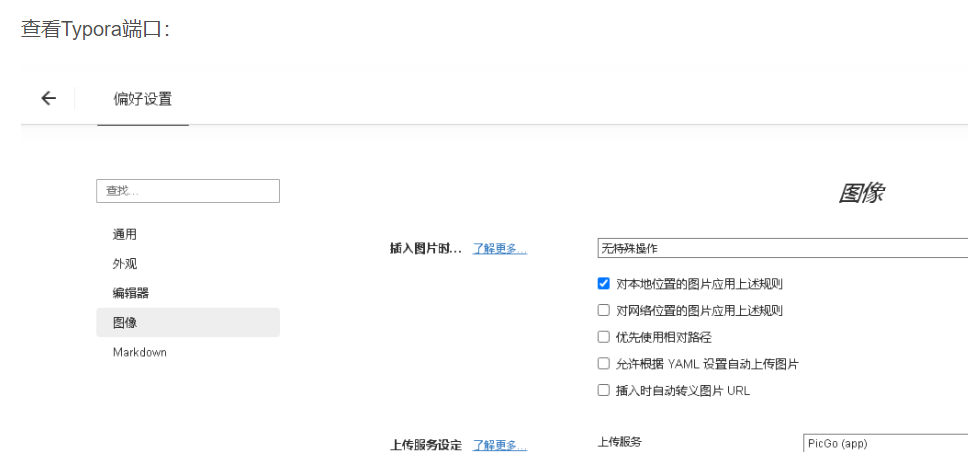 查看Typora端口：
偏好设置
查找...
图像
通用
插入图片时... 了解更多... 无特殊操作
外观
对本地位置的图片应用上述规则
编辑器
对网络位置的图片应用上述规则
图像
优先使用相对路径
Markdown
允许根据 YAML 设置自动上传图片
插入时自动转义图片 URL
上传服务设定 了解更多... 上传服务 PicGo (app)